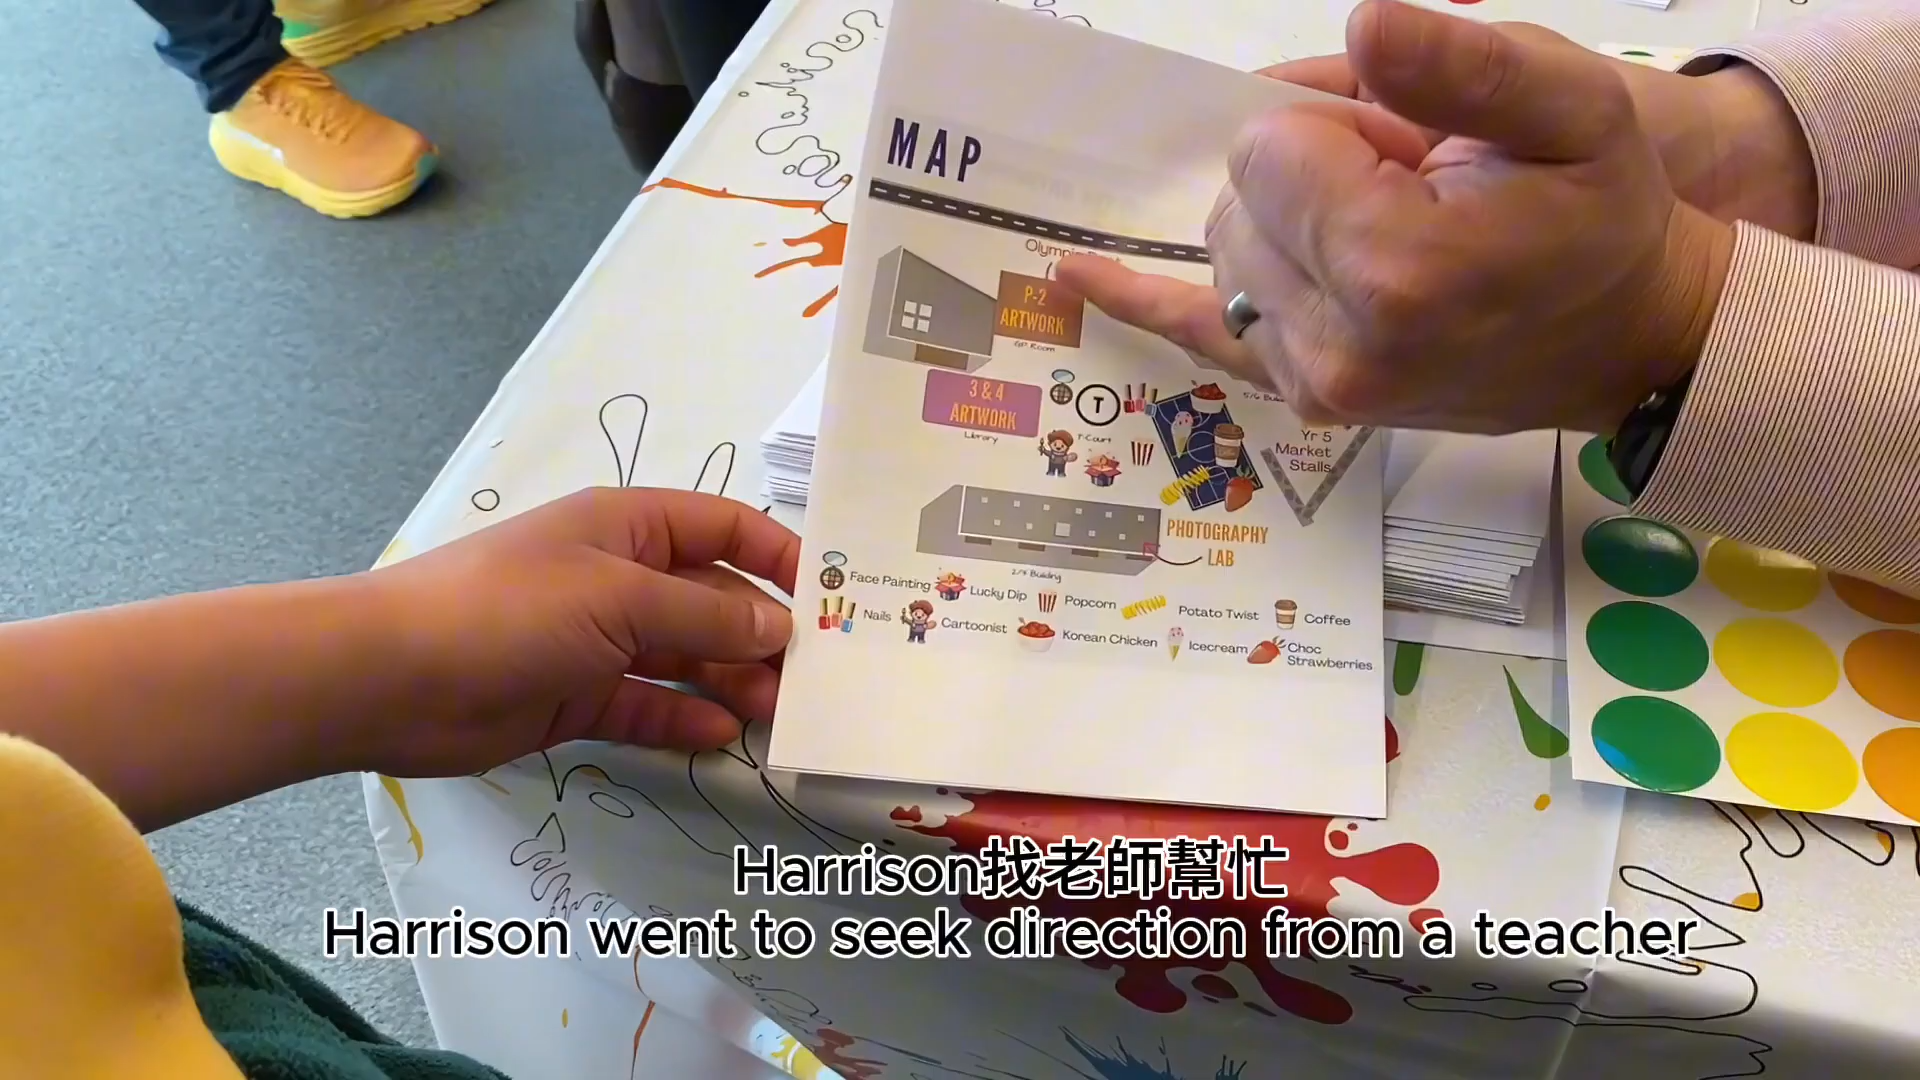 MAP
P-2
ARTWORK
GP Room
3 & 4
ARTWORK
Library
T
T-Court
Yr 5
Market
Stalls
PHOTOGRAPHY
LAB
Building
Face Painting
Lucky Dip
Popcorn
Potato Twist
Coffee
Nails
Cartoonist
Korean Chicken
Icecream
Choc
Strawberries
Harrison找老師幫忙
Harrison went to seek direction from a teacher